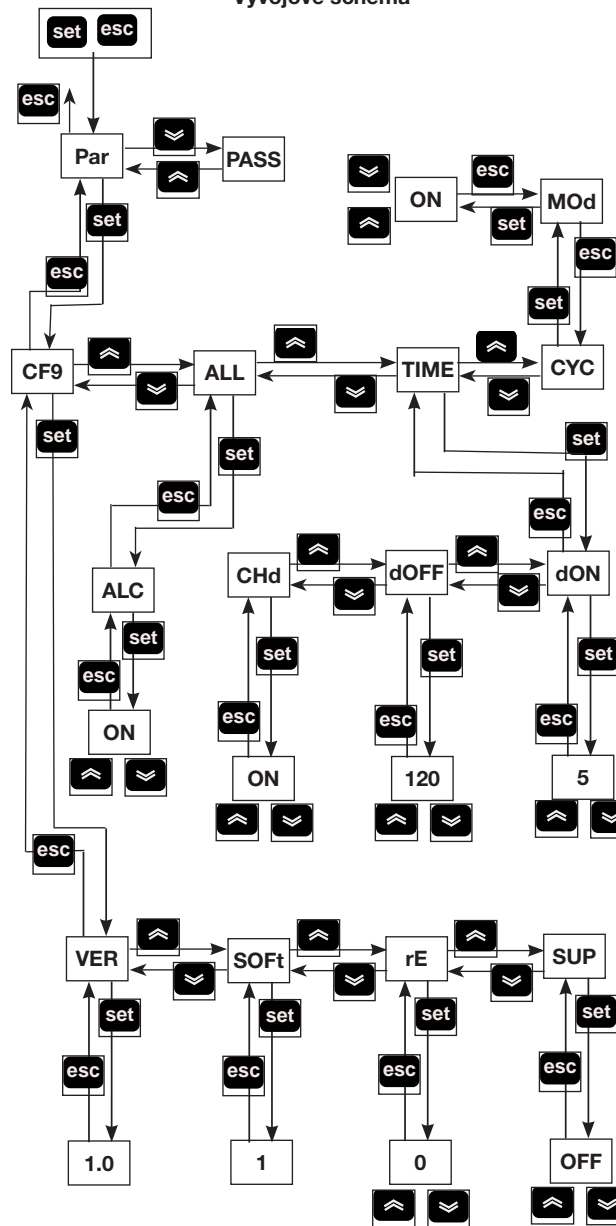 Vývojové schéma
set esc
esc
Par PASS
set
esc
ON esc MOd
set
esc
set
CF9 ALL TIME CYC
set
set
set
esc
esc
ALC CHd dOFF dON
set
set
set
set
esc
esc
esc
esc
ON
ON 120 5
esc
VER SOFt rE SUP
set set set set
esc esc esc esc
1.0 1 0 OFF